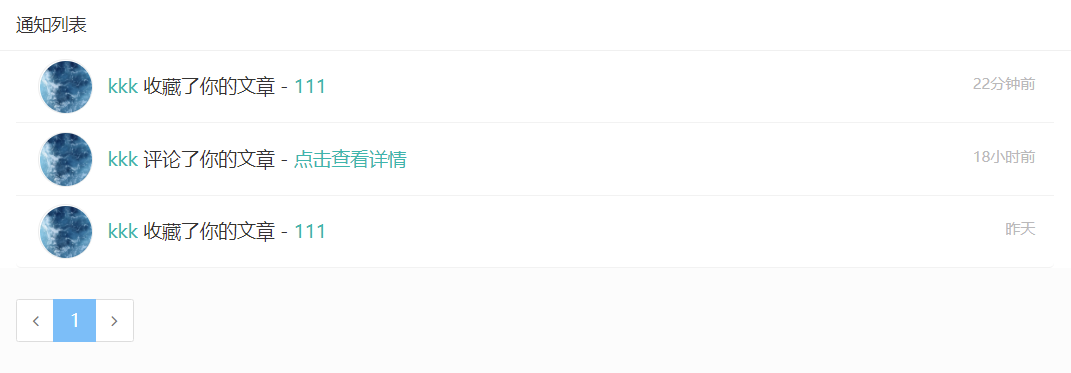 通知列表
kkk 收藏了你的文章 - 111 22分钟前
kkk 评论了你的文章 - 点击查看详情 18小时前
kkk 收藏了你的文章 - 111 昨天
1